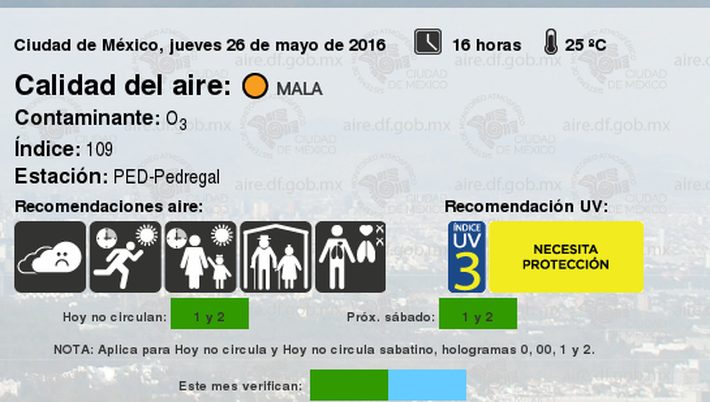 Ciudad de México, jueves 26 de mayo de 2016 16 horas 25 ºC
Calidad del aire: MALA
Contaminante: O3
Índice: 109
Estación: PED-Pedregal
Recomendaciones aire: Recomendación UV:
ÍNDICE
UV
3
NECESITA
PROTECCIÓN
Hoy no circulan: 1 y 2 Próx. sábado: 1 y 2
NOTA: Aplica para Hoy no circula y Hoy no circula sabatino, hologramas 0, 00, 1 y 2.
Este mes verifican:
aire.df.gob.mx
CIUDAD
DE MÉXICO